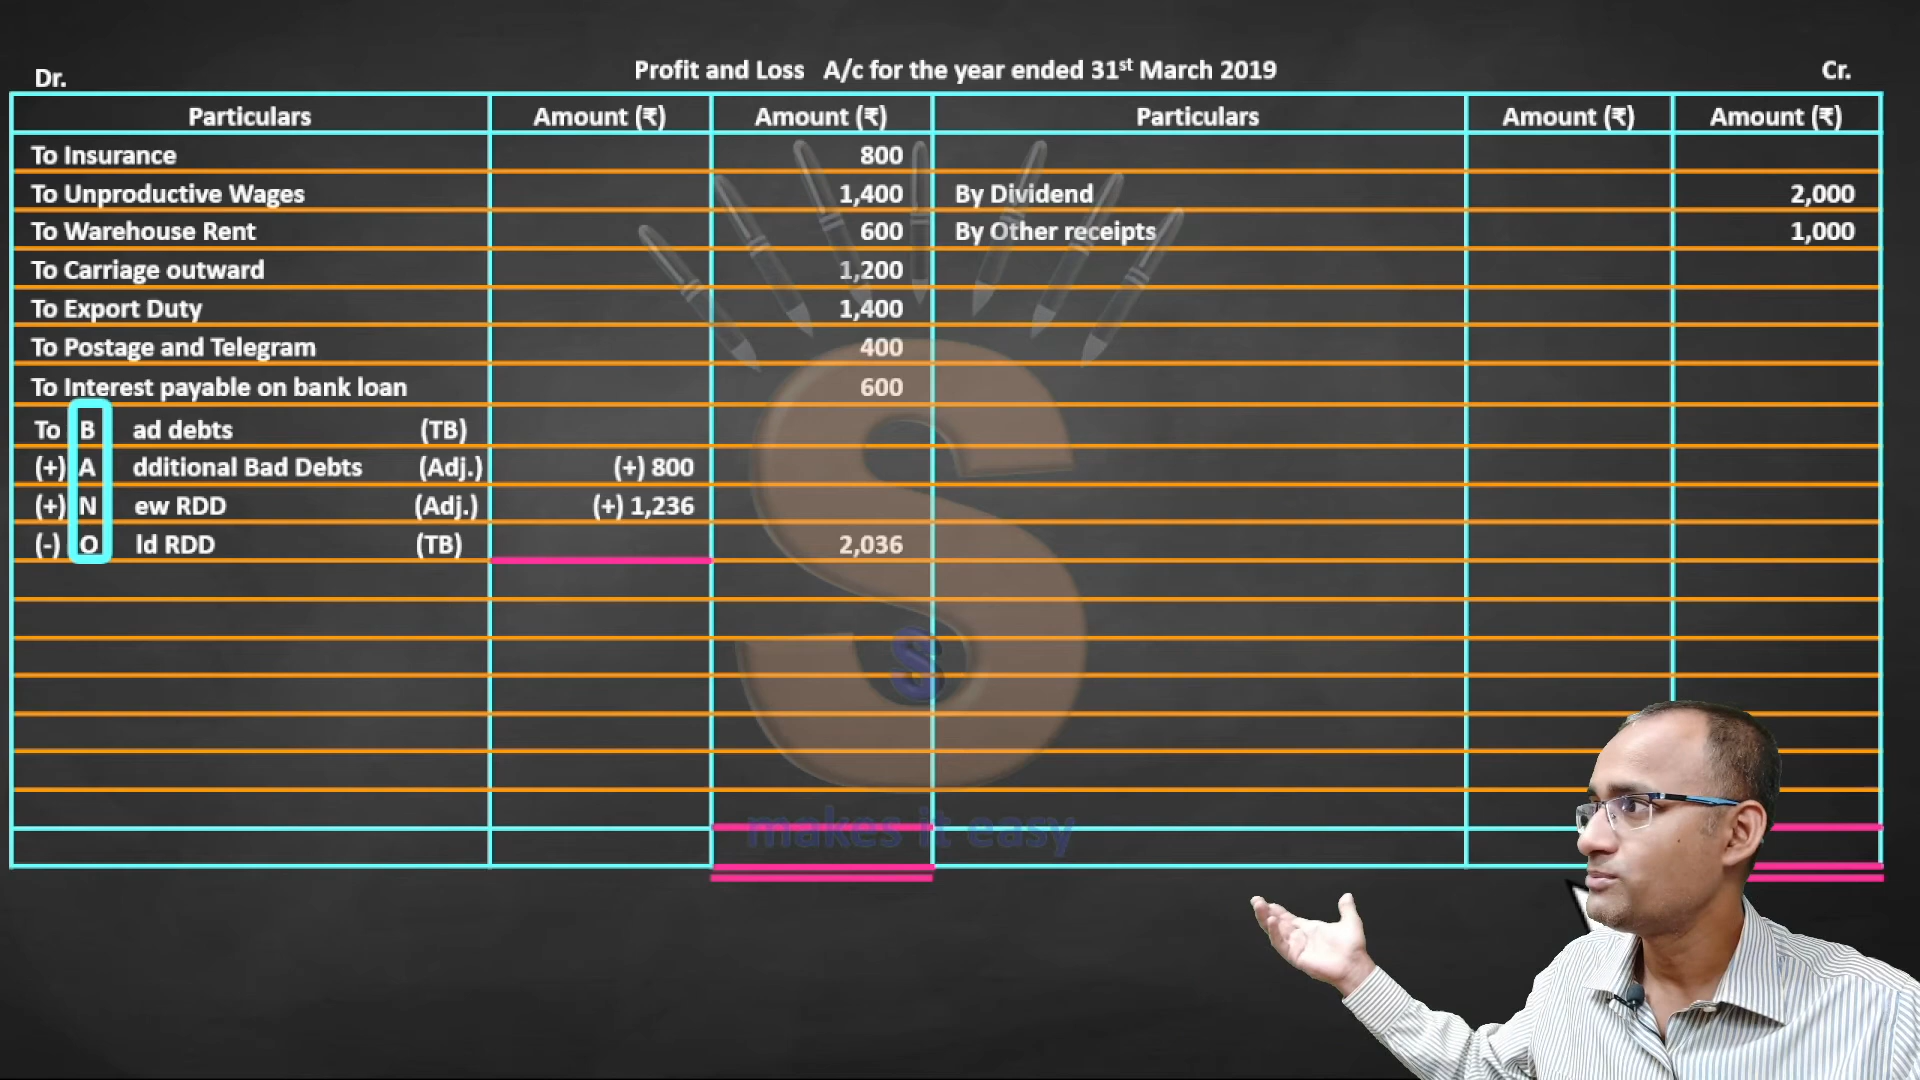 Profit and Loss A/c for the year ended 31st March 2019
Dr. Cr.
Particulars Amount (₹) Amount (₹) Particulars Amount (₹) Amount (₹)
To Insurance 800
To Unproductive Wages 1,400 By Dividend 2,000
To Warehouse Rent 600 By Other receipts 1,000
To Carriage outward 1,200
To Export Duty 1,400
To Postage and Telegram 400
To Interest payable on bank loan 600
To B ad debts (TB)
(+) A dditional Bad Debts (Adj.) (+) 800
(+) N ew RDD (Adj.) (+) 1,236
(-) O ld RDD (TB) 2,036
S
S
makes it easy